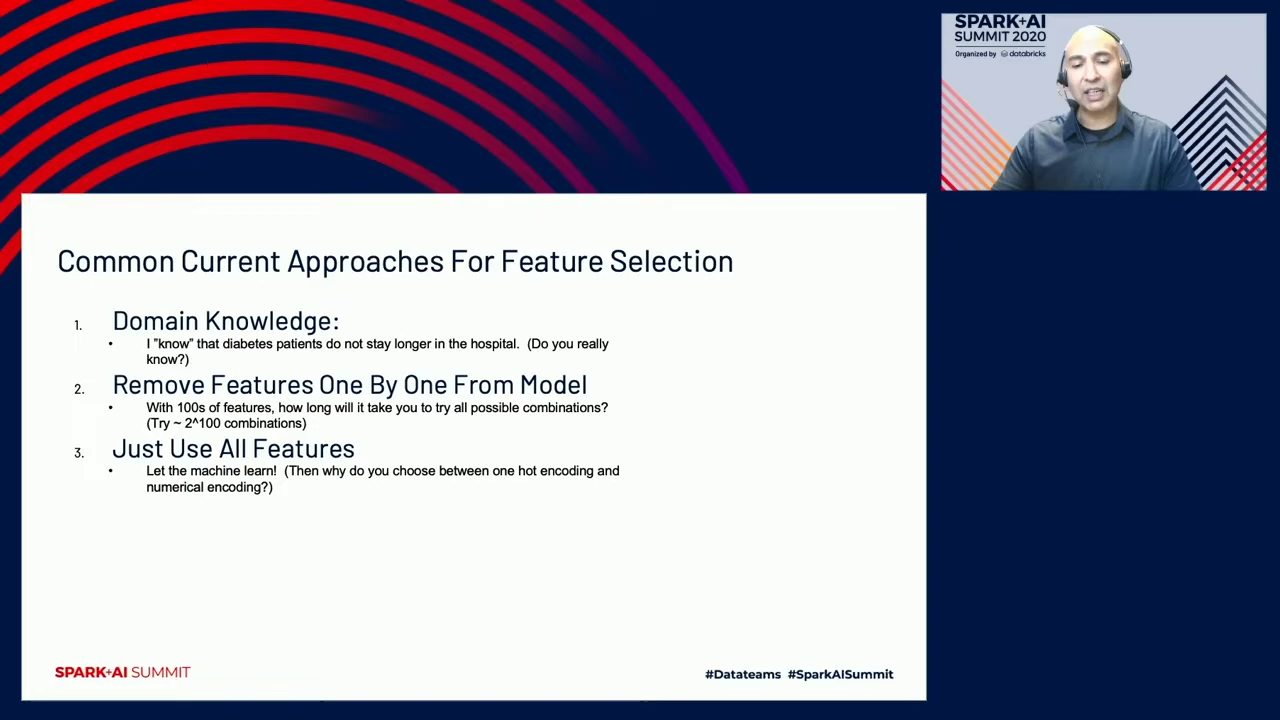 SPARK+AI
SUMMIT 2020
Organized by databricks
Common Current Approaches For Feature Selection
1. Domain Knowledge:
• I "know" that diabetes patients do not stay longer in the hospital. (Do you really
know?)
2. Remove Features One By One From Model
• With 100s of features, how long will it take you to try all possible combinations?
(Try ~ 2^100 combinations)
3. Just Use All Features
• Let the machine learn! (Then why do you choose between one hot encoding and
numerical encoding?)
SPARK+AI SUMMIT
#Datateams #SparkAISummit